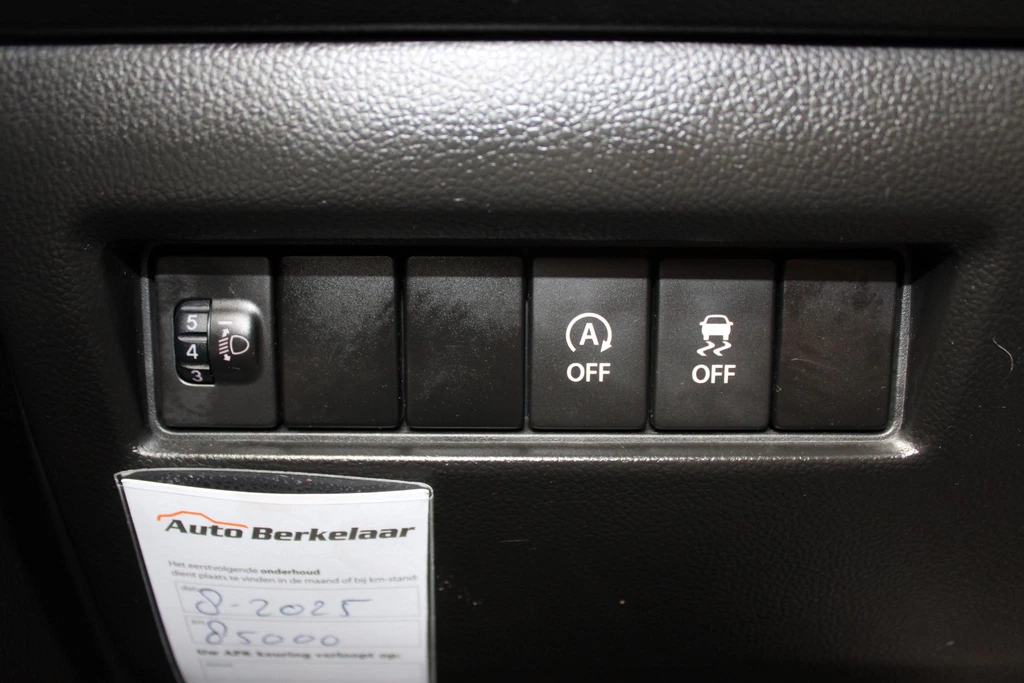 5
4
3
A
OFF
OFF
Auto Berkelaar
Het eerstvolgende onderhoud
dient plaats te vinden in de maand of bij km-stand:
8-2025
85000
Uw APK keuring verloopt op: